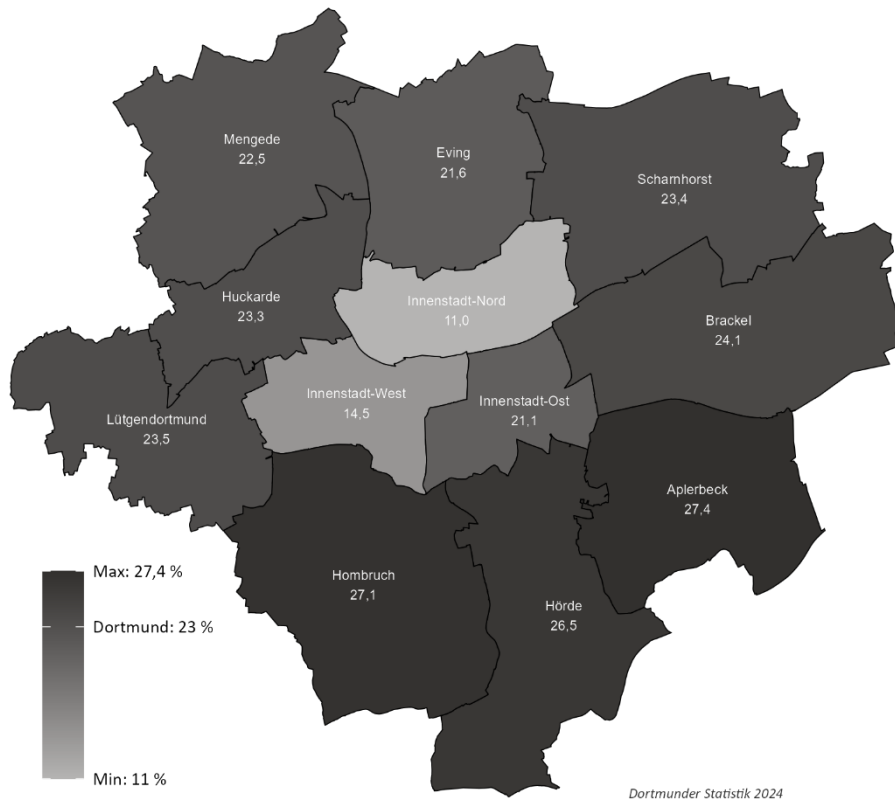 Mengede
22,5
Eving
21,6
Scharnhorst
23,4
Huckarde
23,3
Innenstadt-Nord
11,0
Brackel
24,1
Innenstadt-West
14,5
Innenstadt-Ost
21,1
Lütgendortmund
23,5
Aplerbeck
27,4
Hombruch
27,1
Hörde
26,5
Max: 27,4 %
Dortmund: 23 %
Min: 11 %
Dortmunder Statistik 2024